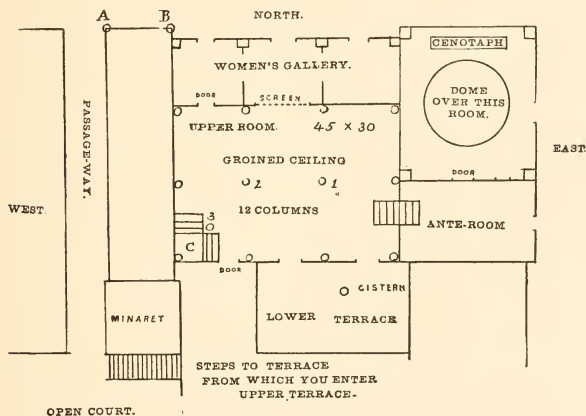 NORTH.
A
B
CENOTAPH
WOMEN'S GALLERY.
DOME
OVER THIS
ROOM.
DOOR
SCREEN
PASSAGE-WAY.
UPPER ROOM. 45 x 30
EAST.
GROINED CEILING
DOOR
2
1
WEST.
12 COLUMNS
3
ANTE-ROOM
C
DOOR
CISTERN
MINARET
LOWER TERRACE
STEPS TO TERRACE
FROM WHICH YOU ENTER
UPPER TERRACE-
OPEN COURT.